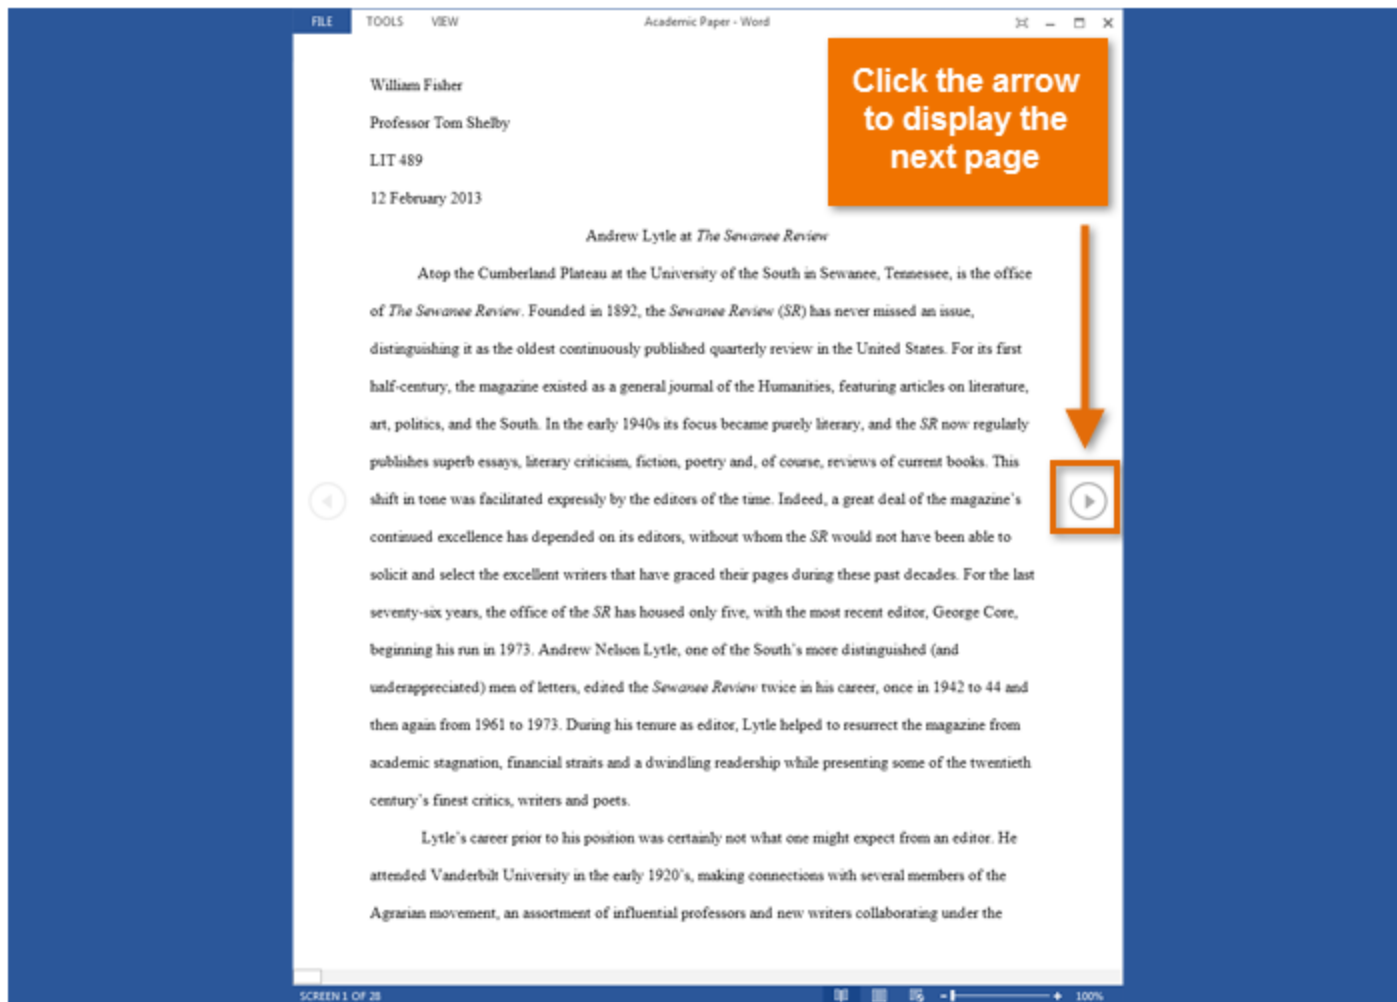 FILE TOOLS VIEW Academic Paper - Word
Click the arrow
to display the
next page
William Fisher
Professor Tom Shelby
LIT 489
12 February 2013
Andrew Lytle at The Sewanee Review
Atop the Cumberland Plateau at the University of the South in Sewanee, Tennessee, is the office
of The Sewanee Review. Founded in 1892, the Sewanee Review (SR) has never missed an issue,
distinguishing it as the oldest continuously published quarterly review in the United States. For its first
half-century, the magazine existed as a general journal of the Humanities, featuring articles on literature,
art, politics, and the South. In the early 1940s its focus became purely literary, and the SR now regularly
publishes superb essays, literary criticism, fiction, poetry and, of course, reviews of current books. This
shift in tone was facilitated expressly by the editors of the time. Indeed, a great deal of the magazine's
continued excellence has depended on its editors, without whom the SR would not have been able to
solicit and select the excellent writers that have graced their pages during these past decades. For the last
seventy-six years, the office of the SR has housed only five, with the most recent editor, George Core,
beginning his run in 1973. Andrew Nelson Lytle, one of the South's more distinguished (and
underappreciated) men of letters, edited the Sewanee Review twice in his career, once in 1942 to 44 and
then again from 1961 to 1973. During his tenure as editor, Lytle helped to resurrect the magazine from
academic stagnation, financial straits and a dwindling readership while presenting some of the twentieth
century's finest critics, writers and poets.
Lytle's career prior to his position was certainly not what one might expect from an editor. He
attended Vanderbilt University in the early 1920's, making connections with several members of the
Agrarian movement, an assortment of influential professors and new writers collaborating under the
SCREEN 1 OF 28 100%